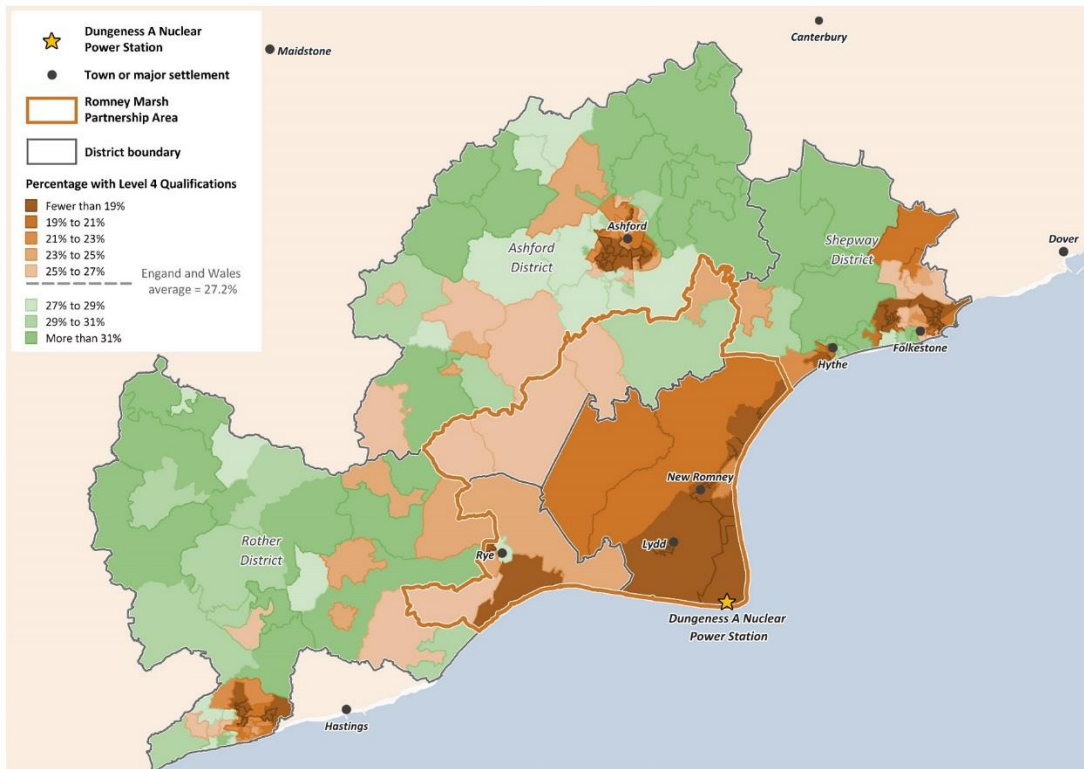 Dungeness A Nuclear
Power Station
Town or major settlement
Romney Marsh
Partnership Area
District boundary
Percentage with Level 4 Qualifications
Fewer than 19%
19% to 21%
21% to 23%
23% to 25%
25% to 27%
Engand and Wales
average = 27.2%
27% to 29%
29% to 31%
More than 31%
Maidstone
Canterbury
Ashford
Ashford
District
Shepway
District
Dover
Folkestone
Hythe
New Romney
Lydd
Rye
Rother
District
Dungeness A Nuclear
Power Station
Hastings